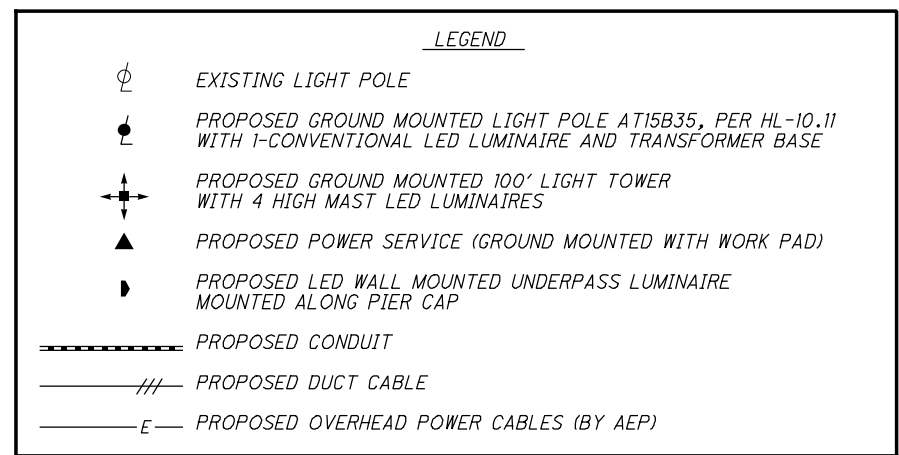 LEGEND
EXISTING LIGHT POLE
PROPOSED GROUND MOUNTED LIGHT POLE AT15B35, PER HL-10.11
WITH 1-CONVENTIONAL LED LUMINAIRE AND TRANSFORMER BASE
PROPOSED GROUND MOUNTED 100' LIGHT TOWER
WITH 4 HIGH MAST LED LUMINAIRES
PROPOSED POWER SERVICE (GROUND MOUNTED WITH WORK PAD)
PROPOSED LED WALL MOUNTED UNDERPASS LUMINAIRE
MOUNTED ALONG PIER CAP
PROPOSED CONDUIT
PROPOSED DUCT CABLE
E PROPOSED OVERHEAD POWER CABLES (BY AEP)